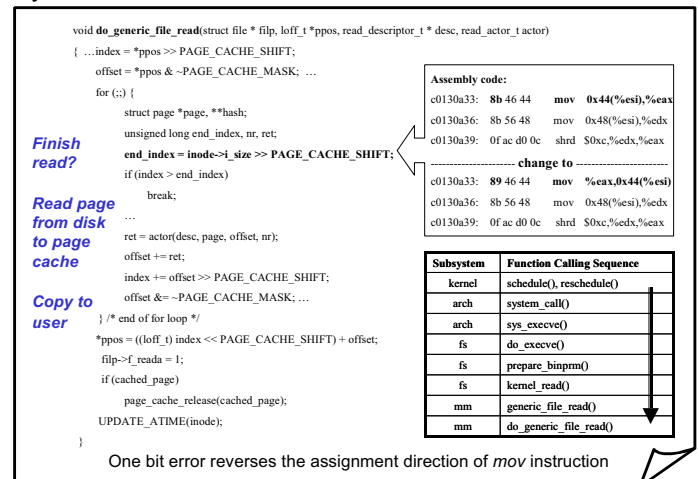 void do_generic_file_read(struct file * filp, loff_t *ppos, read_descriptor_t * desc, read_actor_t actor)
{ …index = *ppos >> PAGE_CACHE_SHIFT;
offset = *ppos & ~PAGE_CACHE_MASK; …
for (;;) {
struct page *page, **hash;
unsigned long end_index, nr, ret;
end_index = inode->i_size >> PAGE_CACHE_SHIFT;
if (index > end_index)
break;
…
ret = actor(desc, page, offset, nr);
offset += ret;
index += offset >> PAGE_CACHE_SHIFT;
offset &= ~PAGE_CACHE_MASK; …
} /* end of for loop */
*ppos = ((loff_t) index << PAGE_CACHE_SHIFT) + offset;
filp->f_reada = 1;
if (cached_page)
page_cache_release(cached_page);
UPDATE_ATIME(inode);
}
Finish
read?
Read page
from disk
to page
cache
Copy to
user
Assembly code:
c0130a33: 8b 46 44 mov 0x44(%esi),%eax
c0130a36: 8b 56 48 mov 0x48(%esi),%edx
c0130a39: 0f ac d0 0c shrd $0xc,%edx,%eax
----------------------- change to -------------------------
c0130a33: 89 46 44 mov %eax,0x44(%esi)
c0130a36: 8b 56 48 mov 0x48(%esi),%edx
c0130a39: 0f ac d0 0c shrd $0xc,%edx,%eax
Subsystem Function Calling Sequence
kernel schedule(), reschedule()
arch system_call()
arch sys_execve()
fs do_execve()
fs prepare_binprm()
fs kernel_read()
mm generic_file_read()
mm do_generic_file_read()
One bit error reverses the assignment direction of mov instruction